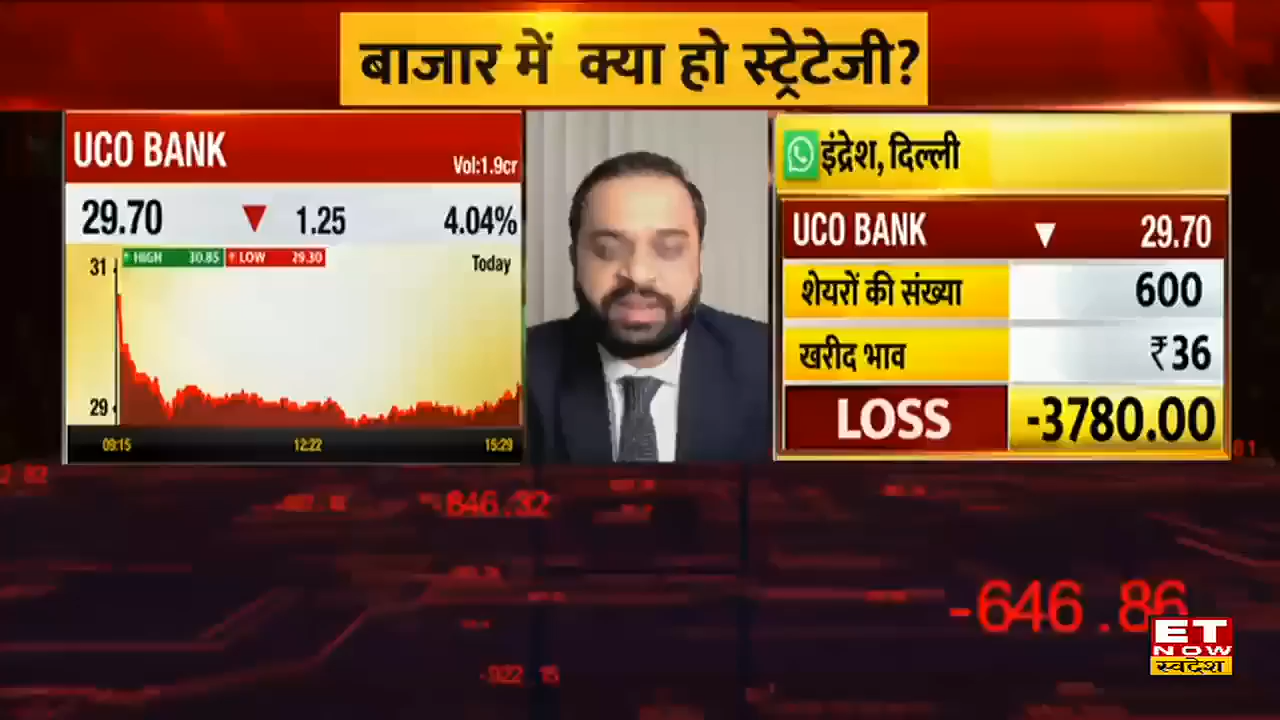 बाजार में क्या हो स्ट्रेटेजी?
UCO BANK
Vol:1.9cr
29.70 ▼ 1.25 4.04%
HIGH 30.85 LOW 29.30
Today
31
29
09:15 12:22 15:29
इंद्रेश, दिल्ली
UCO BANK ▼ 29.70
शेयरों की संख्या 600
खरीद भाव ₹36
LOSS -3780.00
846.32
-646.86
-922.15
ET
NOW
स्वदेश